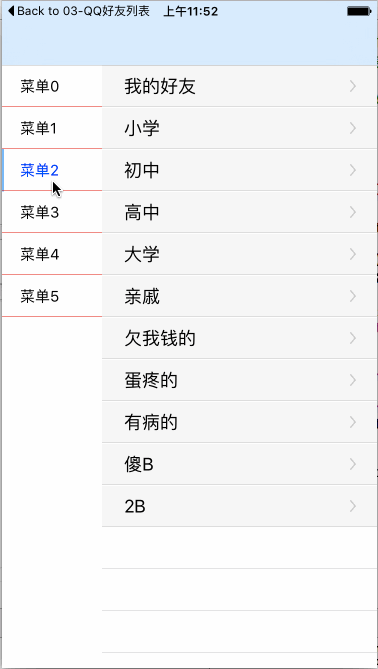 Back to 03-QQ好友列表 上午11:52
菜单0
我的好友
菜单1
小学
菜单2
初中
菜单3
高中
菜单4
大学
菜单5
亲戚
欠我钱的
蛋疼的
有病的
傻B
2B